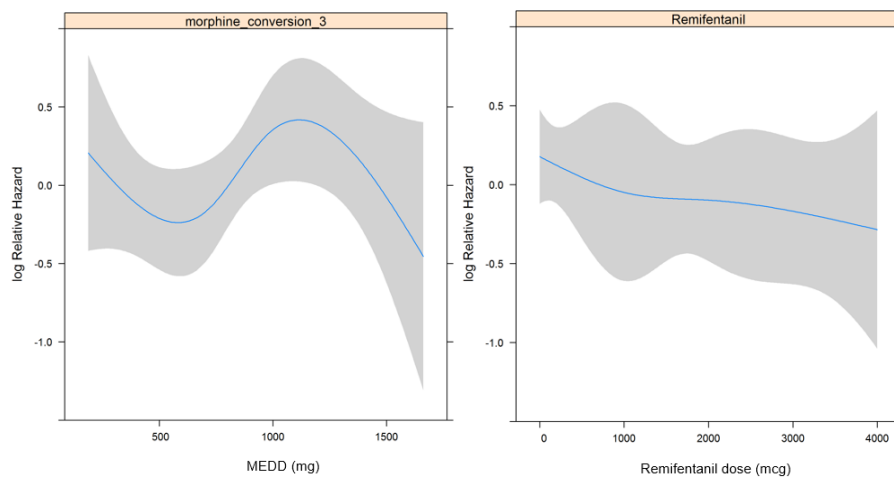 morphine_conversion_3
log Relative Hazard
0.5
0.0
-0.5
-1.0
500 1000 1500
MEDD (mg)
Remifentanil
log Relative Hazard
0.5
0.0
-0.5
-1.0
0 1000 2000 3000 4000
Remifentanil dose (mcg)